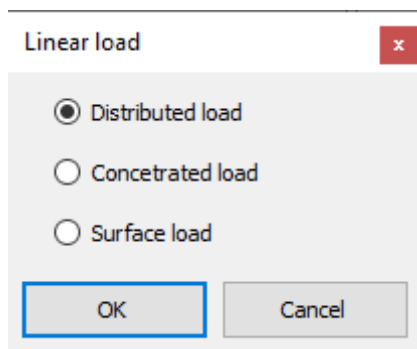 Linear load
x
Distributed load
Concetrated load
Surface load
OK Cancel